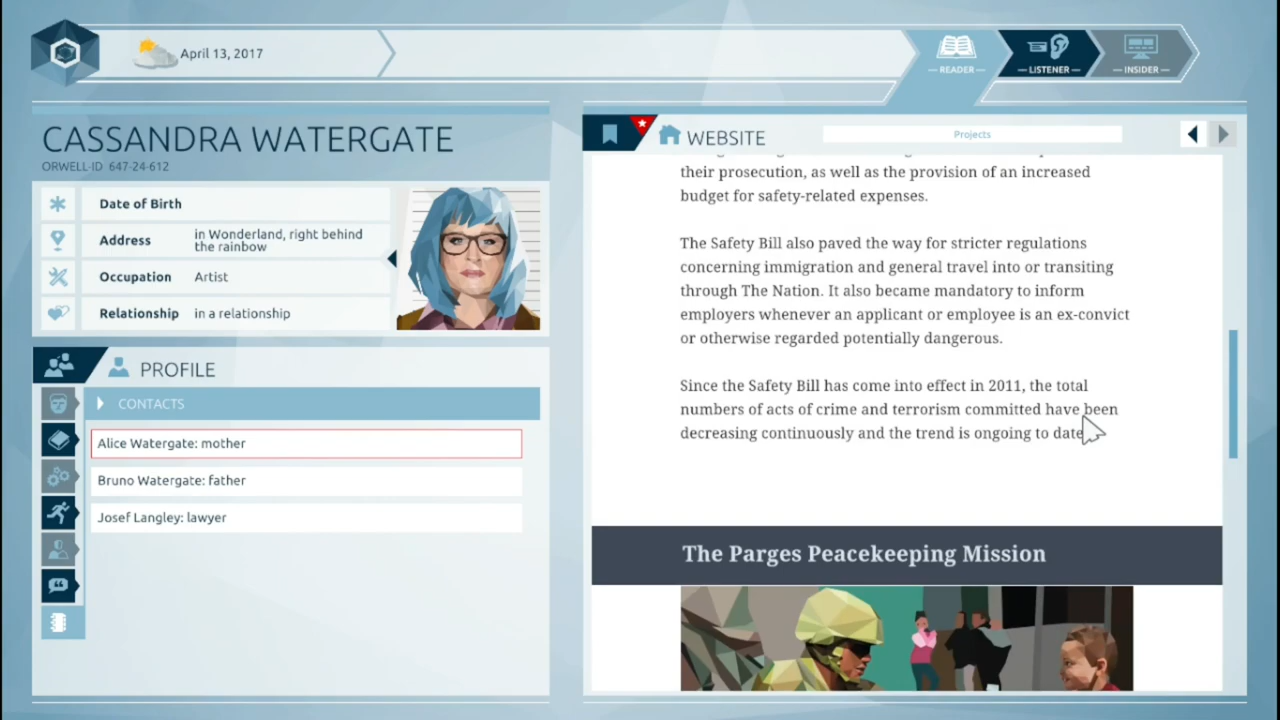 April 13, 2017
READER
LISTENER
INSIDER
CASSANDRA WATERGATE
ORWELL-ID 647-24-612
Date of Birth
Address in Wonderland, right behind
the rainbow
Occupation Artist
Relationship in a relationship
PROFILE
CONTACTS
Alice Watergate: mother
Bruno Watergate: father
Josef Langley: lawyer
WEBSITE
Projects
their prosecution, as well as the provision of an increased
budget for safety-related expenses.
The Safety Bill also paved the way for stricter regulations
concerning immigration and general travel into or transiting
through The Nation. It also became mandatory to inform
employers whenever an applicant or employee is an ex-convict
or otherwise regarded potentially dangerous.
Since the Safety Bill has come into effect in 2011, the total
numbers of acts of crime and terrorism committed have been
decreasing continuously and the trend is ongoing to date
The Parges Peacekeeping Mission